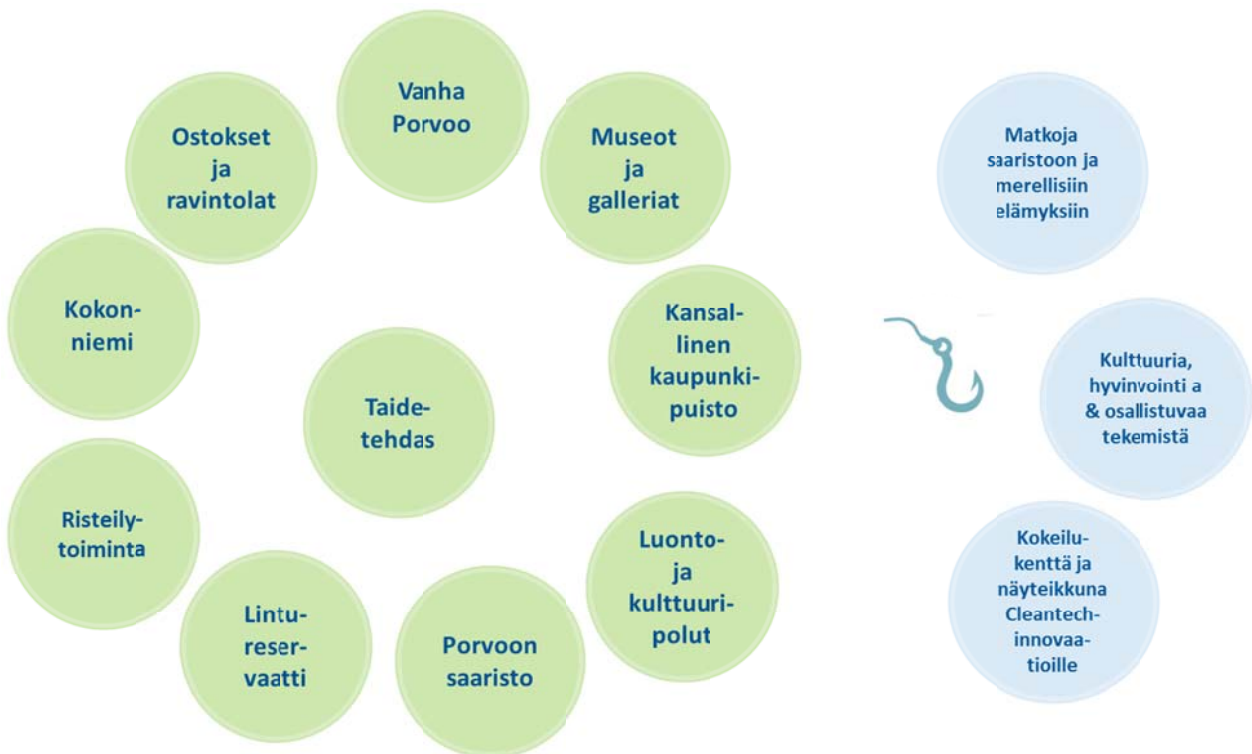 Vanha
Porvoo
Ostokset
ja
ravintolat
Museot
ja
galleriat
Kokon-
niemi
Kansal-
linen
kaupunki-
puisto
Taide-
tehdas
Risteily-
toiminta
Luonto-
ja
kulttuuri-
polut
Lintu-
reser-
vaatti
Porvoon
saaristo
Matkoja
saaristoon ja
merellisiin
elämyksiin
Kulttuuria,
hyvinvointi a
& osallistuvaa
tekemistä
Kokeilu-
kenttä ja
näyteikkuna
Cleantech-
innovaa-
tioille